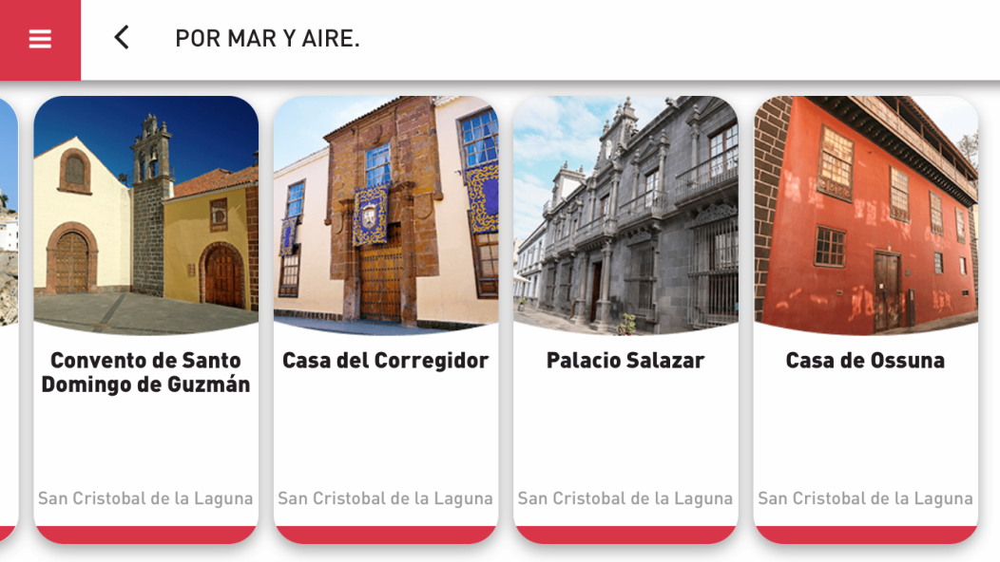 POR MAR Y AIRE.
Convento de Santo
Domingo de Guzmán
San Cristobal de la Laguna
Casa del Corregidor
San Cristobal de la Laguna
Palacio Salazar
San Cristobal de la Laguna
Casa de Ossuna
San Cristobal de la Laguna